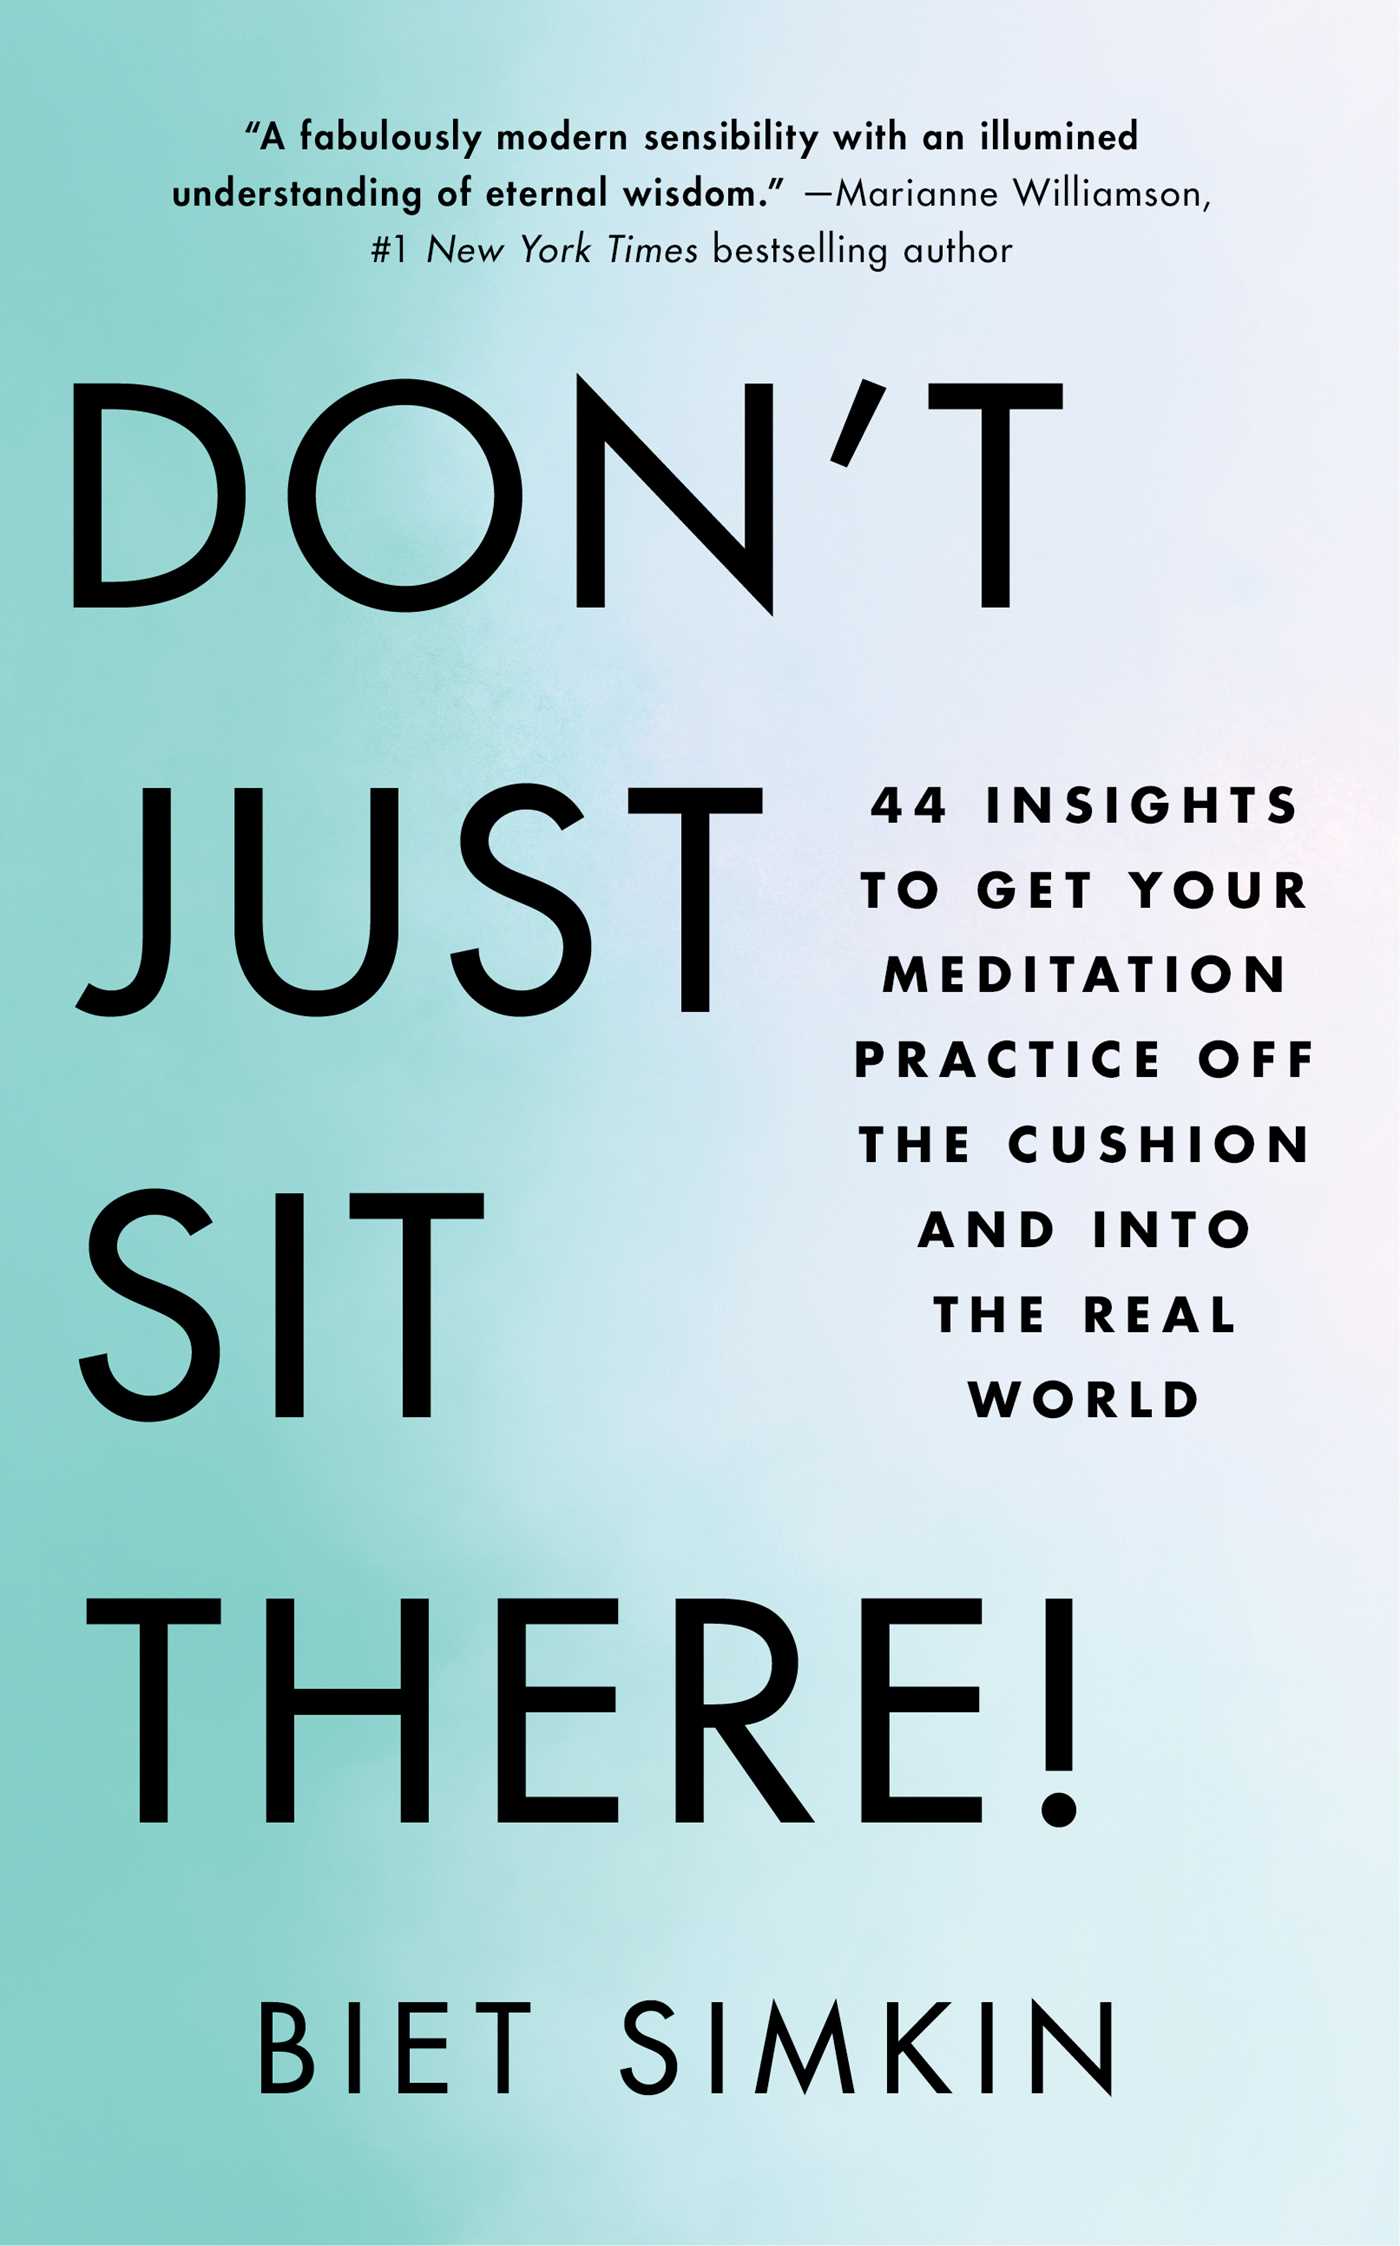 “A fabulously modern sensibility with an illumined
understanding of eternal wisdom.” —Marianne Williamson,
#1 New York Times bestselling author
DON’T
JUST
SIT
THERE!
44 INSIGHTS
TO GET YOUR
MEDITATION
PRACTICE OFF
THE CUSHION
AND INTO
THE REAL
WORLD
BIET SIMKIN